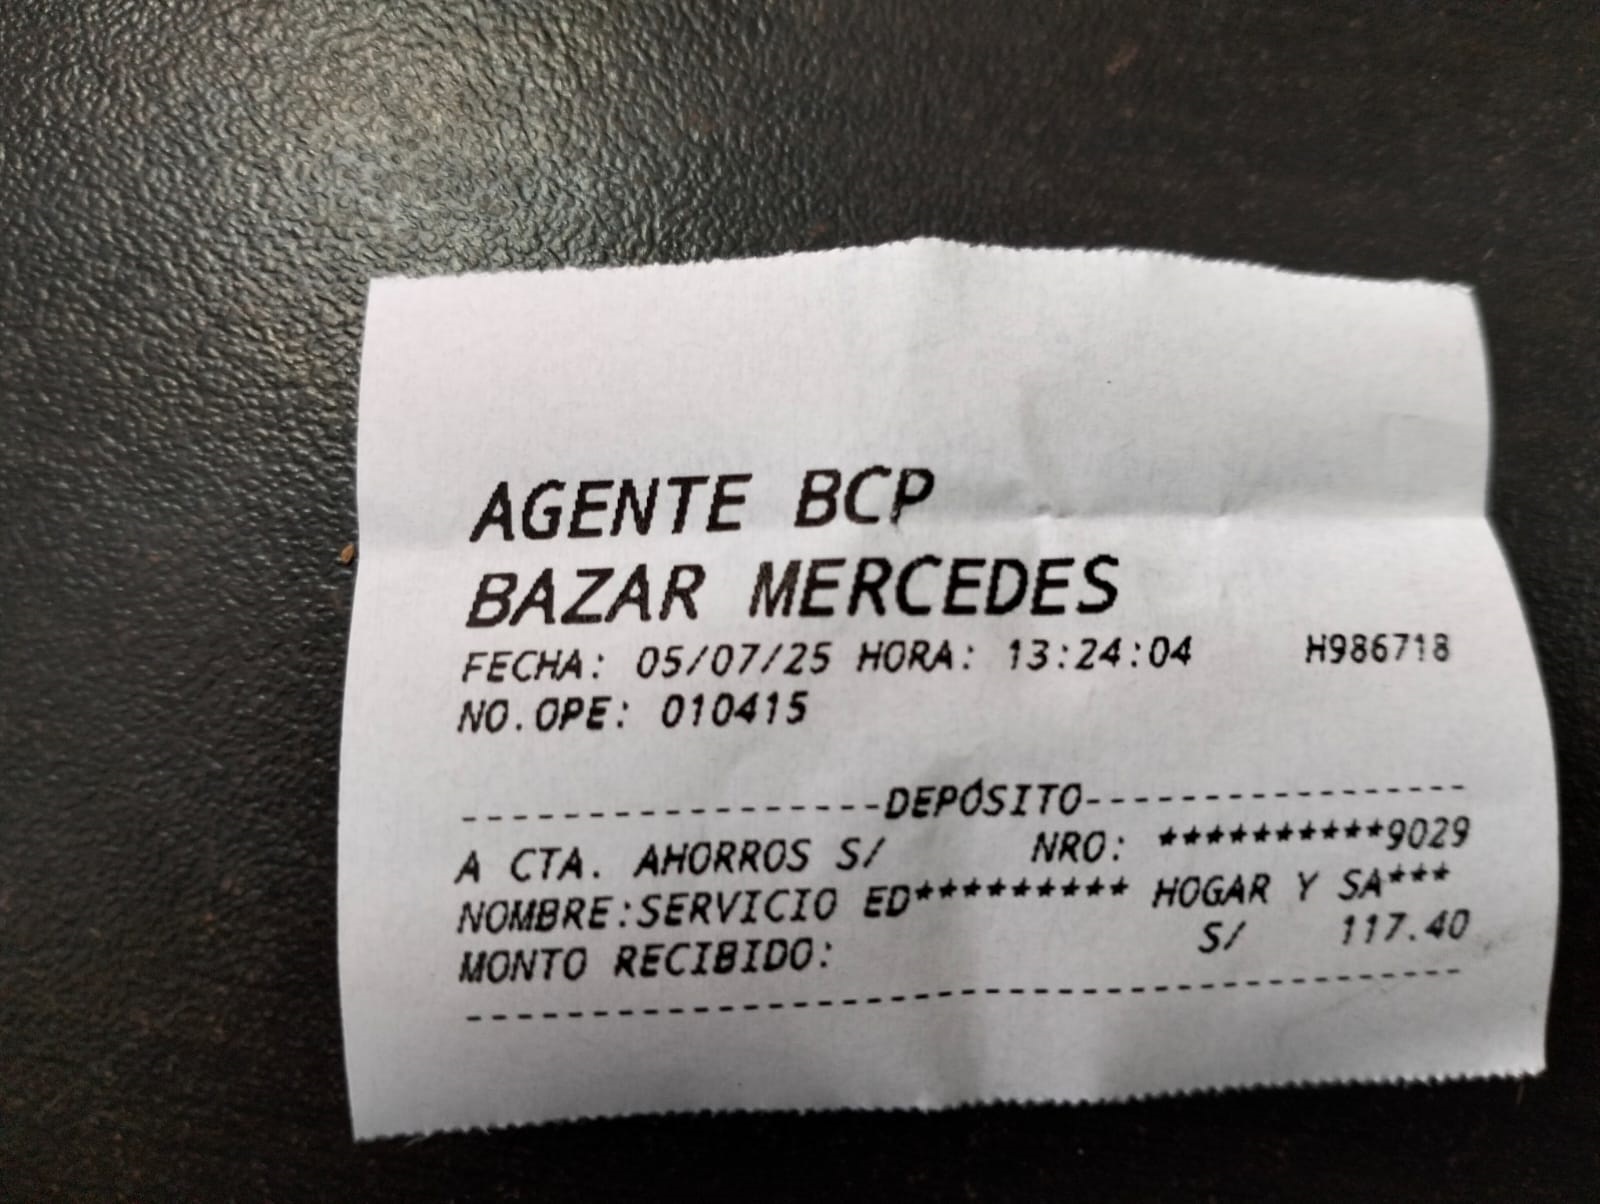 AGENTE BCP
BAZAR MERCEDES
FECHA: 05/07/25 HORA: 13:24:04 H986718
NO.OPE: 010415
-----------------DEPÓSITO----------------
A CTA. AHORROS S/ NRO: **********9029
NOMBRE:SERVICIO ED********* HOGAR Y SA***
MONTO RECIBIDO: S/ 117.40
-----------------------------------------